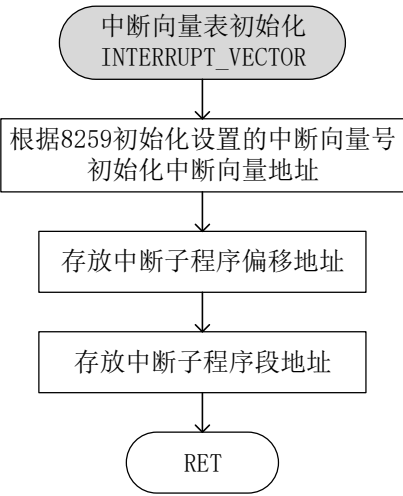 中断向量表初始化
INTERRUPT_VECTOR
根据8259初始化设置的中断向量号
初始化中断向量地址
存放中断子程序偏移地址
存放中断子程序段地址
RET